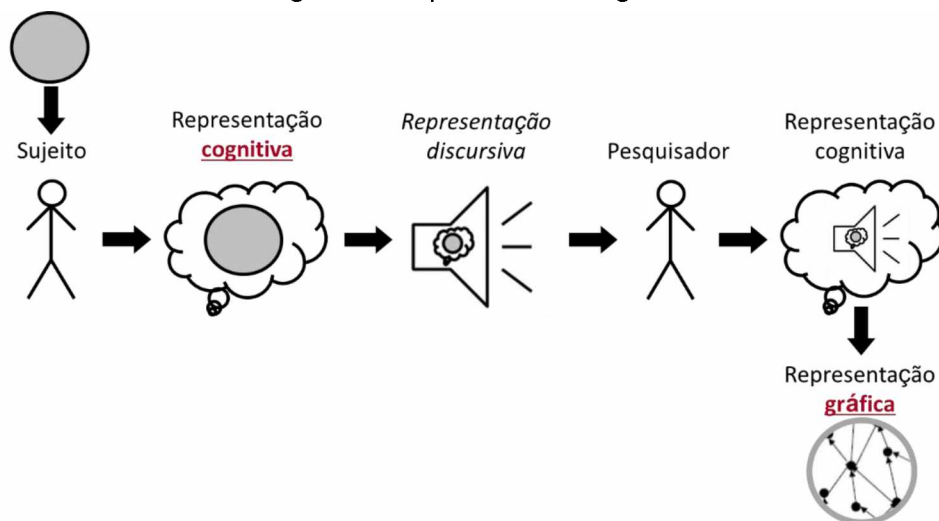 Sujeito
Representação
cognitiva
Representação
discursiva
Pesquisador
Representação
cognitiva
Representação
gráfica